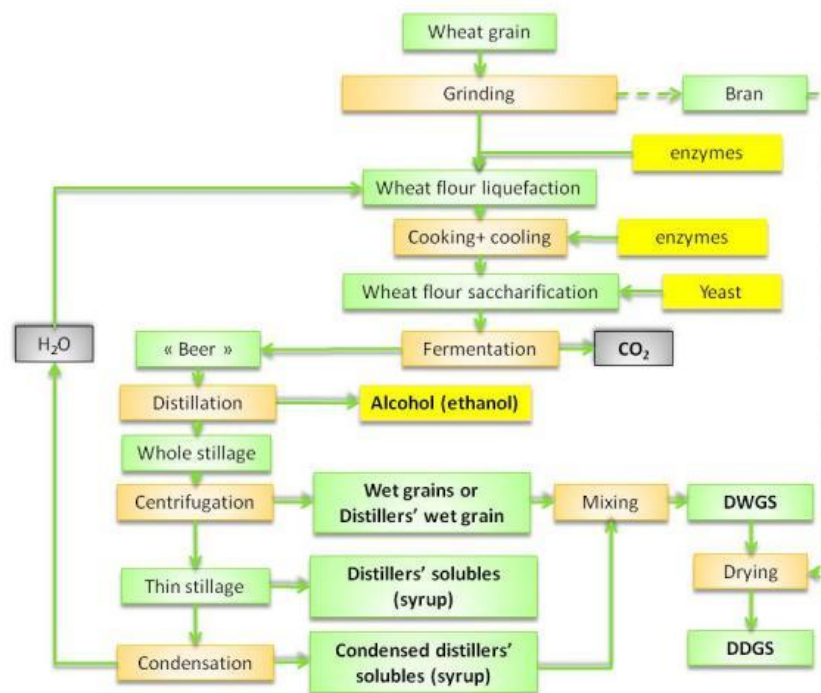 Wheat grain
Grinding
Bran
enzymes
Wheat flour liquefaction
Cooking+ cooling
enzymes
Wheat flour saccharification
Yeast
H₂O
« Beer »
Fermentation
CO₂
Distillation
Alcohol (ethanol)
Whole stillage
Centrifugation
Wet grains or
Distillers’ wet grain
Mixing
DWGS
Drying
Thin stillage
Distillers’ solubles
(syrup)
Condensation
Condensed distillers’
solubles (syrup)
DDGS